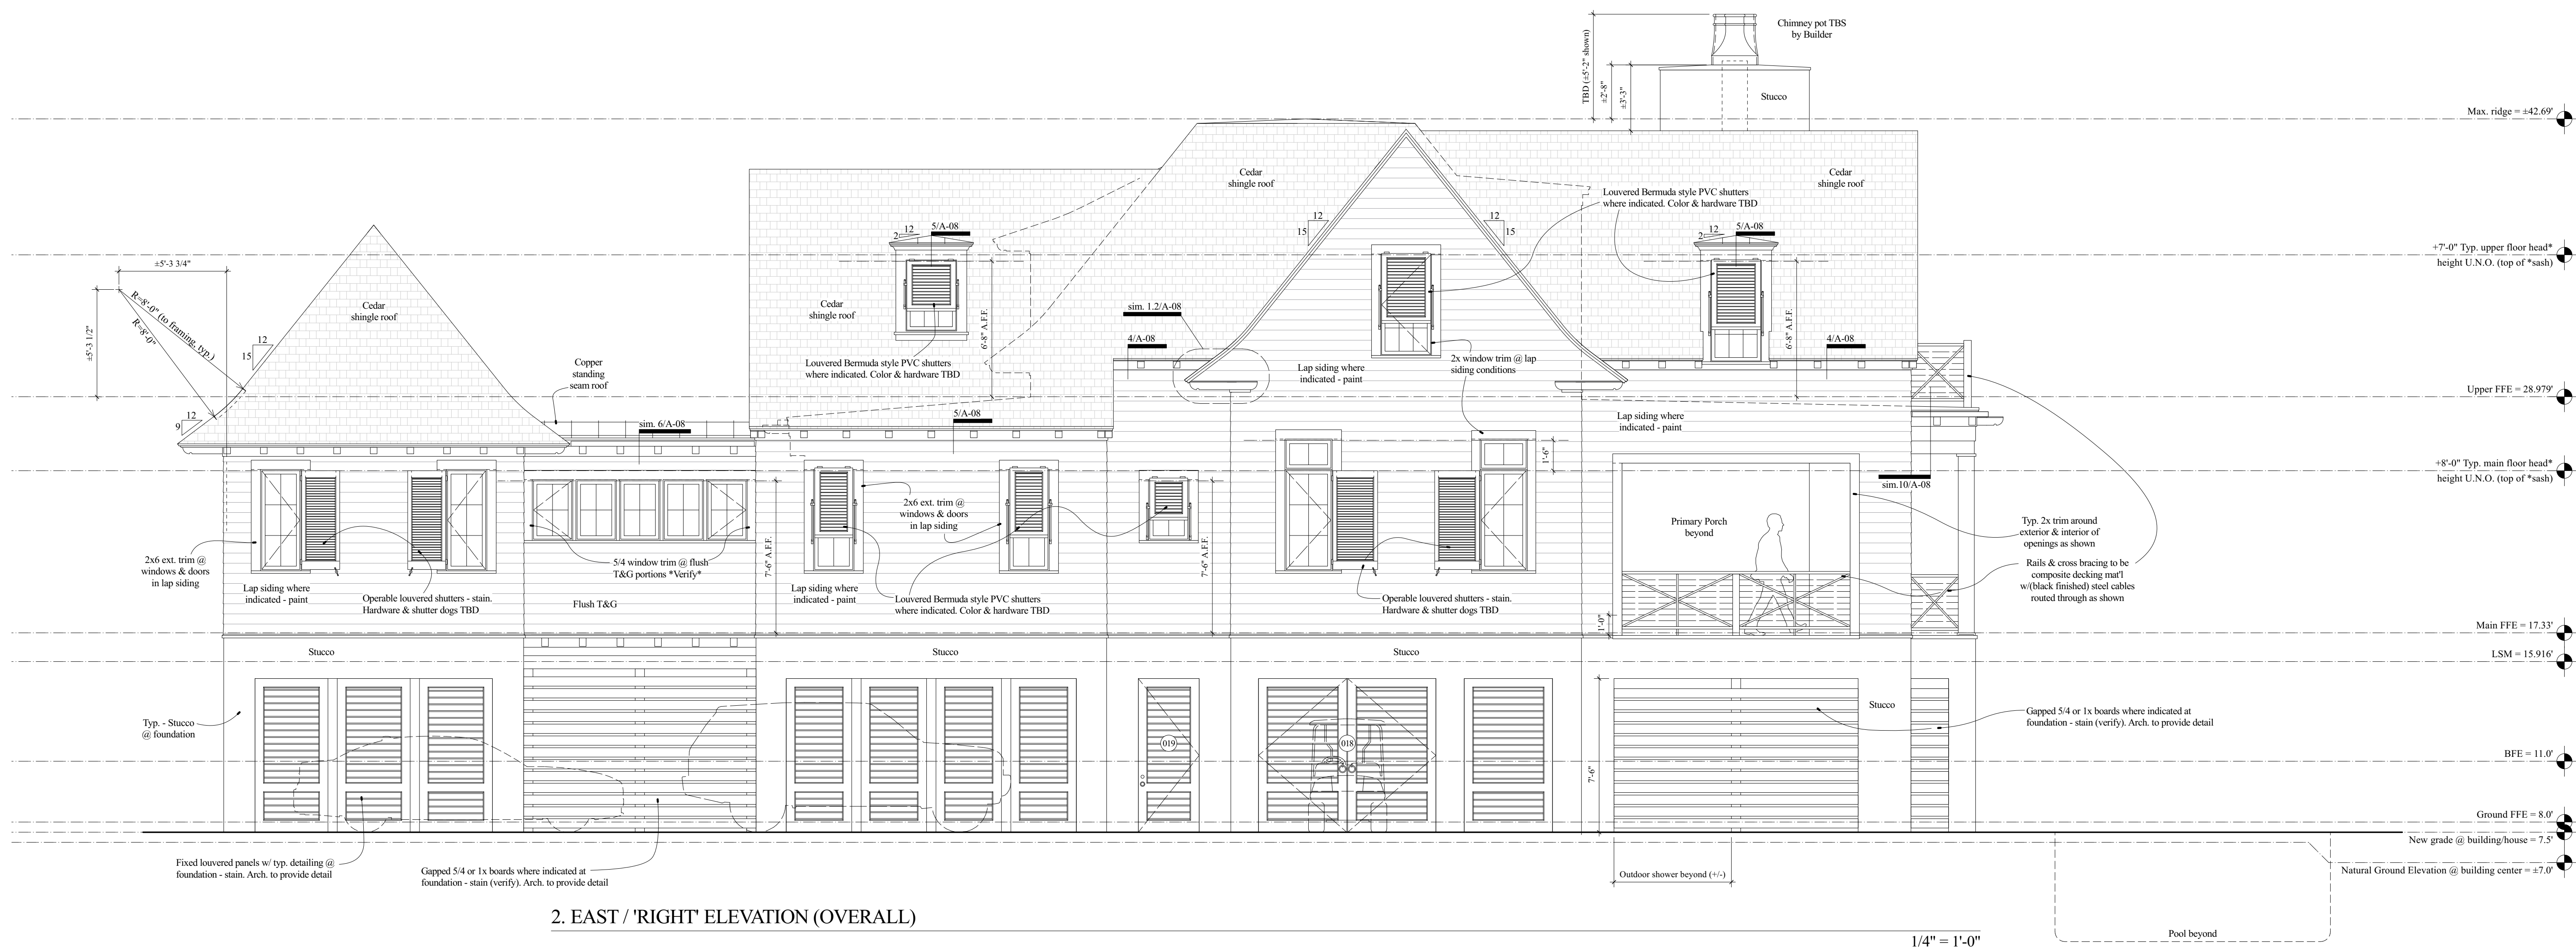 Chimney pot TBS
by Builder
TBD (±5'-2" shown)
±2'-8"
±3'-3"
Stucco
Max. ridge = ±42.69'
Cedar
shingle roof
Cedar
shingle roof
Louvered Bermuda style PVC shutters
where indicated. Color & hardware TBD
12
15
12
15
12
2
5/A-08
12
2
5/A-08
+7'-0" Typ. upper floor head*
height U.N.O. (top of *sash)
±5'-3 3/4"
R=8'-0" (to framing, typ.)
R=8'-0"
±5'-3 1/2"
Cedar
shingle roof
Cedar
shingle roof
sim. 1.2/A-08
6'-8" A.F.F.
6'-8" A.F.F.
12
15
4/A-08
4/A-08
Copper
standing
seam roof
Louvered Bermuda style PVC shutters
where indicated. Color & hardware TBD
2x window trim @ lap
siding conditions
Lap siding where
indicated - paint
Upper FFE = 28.979'
12
9
sim. 6/A-08
5/A-08
Lap siding where
indicated - paint
1'-6"
+8'-0" Typ. main floor head*
height U.N.O. (top of *sash)
sim.10/A-08
2x6 ext. trim @
windows & doors
in lap siding
Primary Porch
beyond
Typ. 2x trim around
exterior & interior of
openings as shown
2x6 ext. trim @
windows & doors
in lap siding
5/4 window trim @ flush
T&G portions *Verify*
7'-6" A.F.F.
7'-6" A.F.F.
Rails & cross bracing to be
composite decking mat'l
w/(black finished) steel cables
routed through as shown
Lap siding where
indicated - paint
Operable louvered shutters - stain.
Hardware & shutter dogs TBD
Flush T&G
Lap siding where
indicated - paint
Louvered Bermuda style PVC shutters
where indicated. Color & hardware TBD
Operable louvered shutters - stain.
Hardware & shutter dogs TBD
1'-0"
Main FFE = 17.33'
Stucco
Stucco
Stucco
LSM = 15.916'
Typ. - Stucco
@ foundation
Stucco
Gapped 5/4 or 1x boards where indicated at
foundation - stain (verify). Arch. to provide detail
019
018
7'-6"
BFE = 11.0'
Ground FFE = 8.0'
New grade @ building/house = 7.5'
Natural Ground Elevation @ building center = ±7.0'
Fixed louvered panels w/ typ. detailing @
foundation - stain. Arch. to provide detail
Gapped 5/4 or 1x boards where indicated at
foundation - stain (verify). Arch. to provide detail
Outdoor shower beyond (+/-)
2. EAST / 'RIGHT' ELEVATION (OVERALL)
1/4" = 1'-0"
Pool beyond